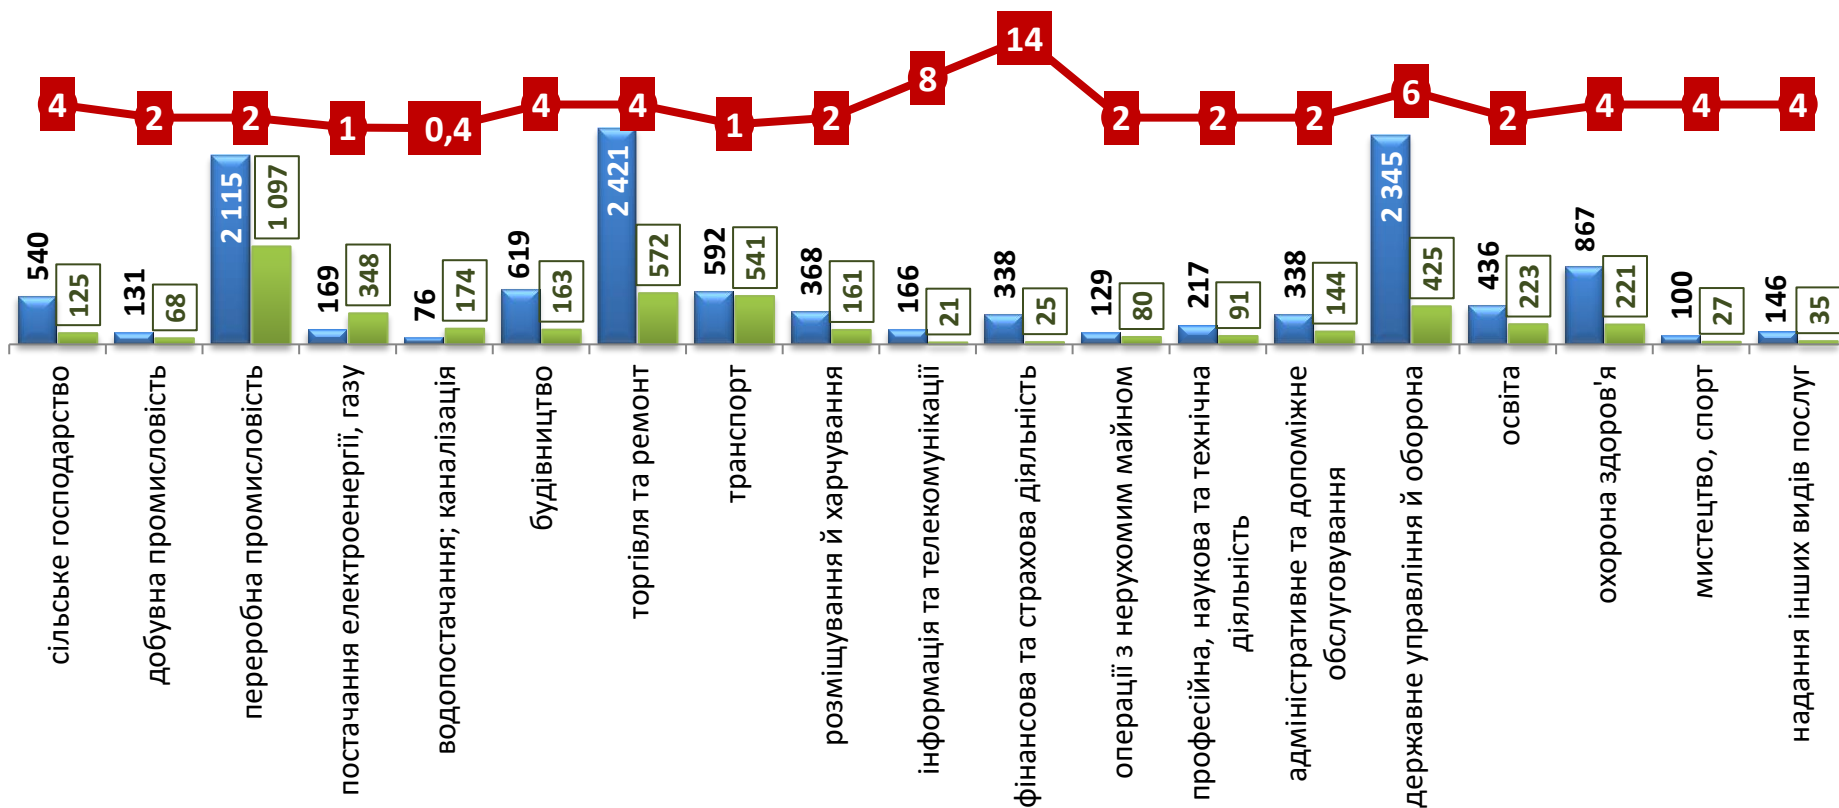 4
2
2
1
0,4
4
4
1
2
8
14
2
2
2
6
2
4
4
4
540
125
131
68
2 115
1 097
169
348
76
174
619
163
2 421
572
592
541
368
161
166
21
338
25
129
80
217
91
338
144
2 345
425
436
223
867
221
100
27
146
35
сільське господарство
добувна промисловість
переробна промисловість
постачання електроенергії, газу
водопостачання; каналізація
будівництво
торгівля та ремонт
транспорт
розміщування й харчування
інформація та телекомунікації
фінансова та страхова діяльність
операції з нерухомим майном
професійна, наукова та технічна
діяльність
адміністративне та допоміжне
обслуговування
державне управління й оборона
освіта
охорона здоров'я
мистецтво, спорт
надання інших видів послуг